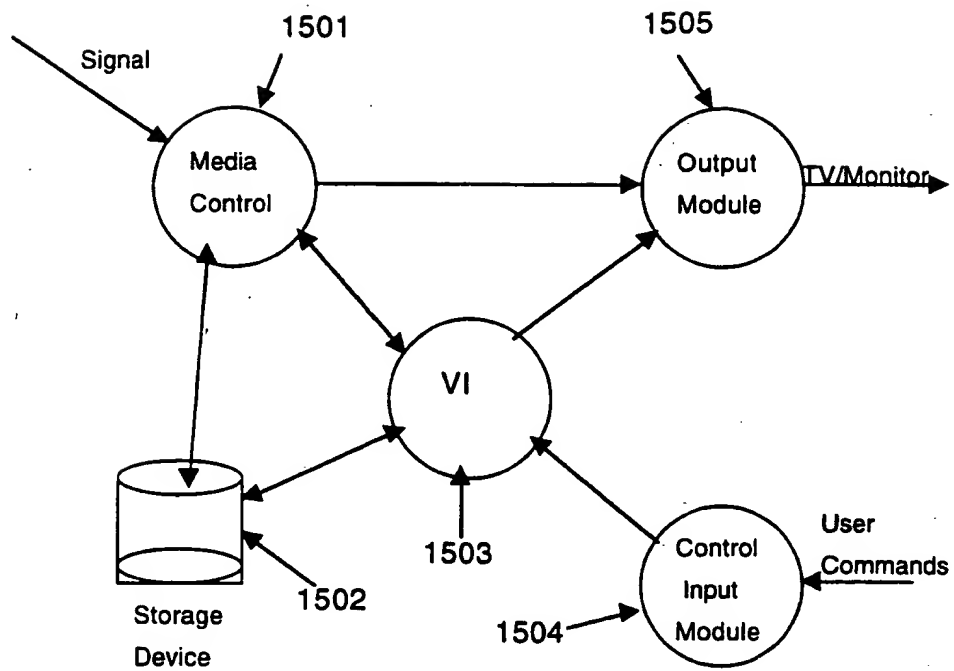 1501
1505
Signal
Media
Control
Output
Module
TV/Monitor
VI
1503
1502
Storage
Device
1504
Control
Input
Module
User
Commands